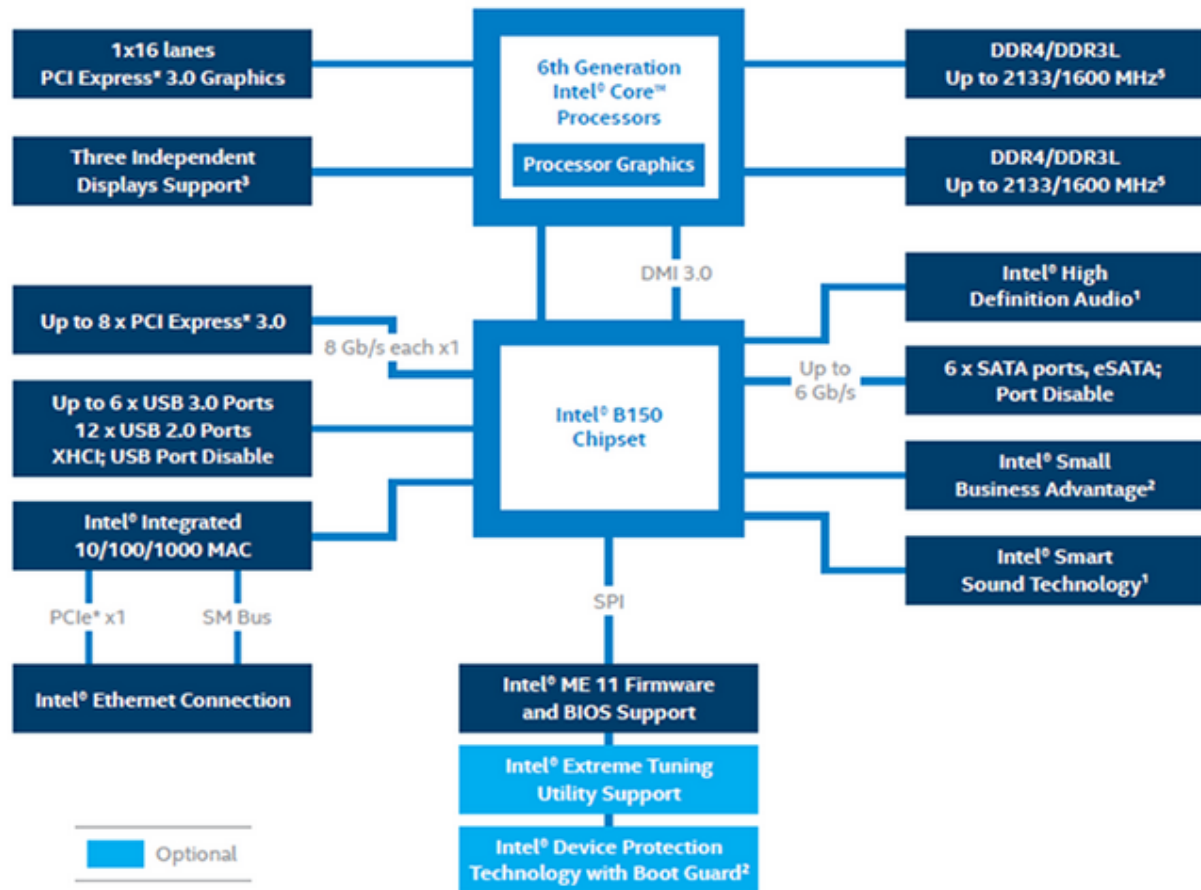 1x16 lanes
PCI Express* 3.0 Graphics
6th Generation
Intel® Core™
Processors
Processor Graphics
DDR4/DDR3L
Up to 2133/1600 MHz⁵
Three Independent
Displays Support³
DDR4/DDR3L
Up to 2133/1600 MHz⁵
DMI 3.0
Intel® High
Definition Audio¹
Up to 8 x PCI Express* 3.0
8 Gb/s each x1
Up to
6 Gb/s
6 x SATA ports, eSATA;
Port Disable
Up to 6 x USB 3.0 Ports
12 x USB 2.0 Ports
XHCI; USB Port Disable
Intel® B150
Chipset
Intel® Small
Business Advantage²
Intel® Integrated
10/100/1000 MAC
Intel® Smart
Sound Technology¹
PCIe* x1
SM Bus
SPI
Intel® Ethernet Connection
Intel® ME 11 Firmware
and BIOS Support
Intel® Extreme Tuning
Utility Support
Intel® Device Protection
Technology with Boot Guard²
Optional